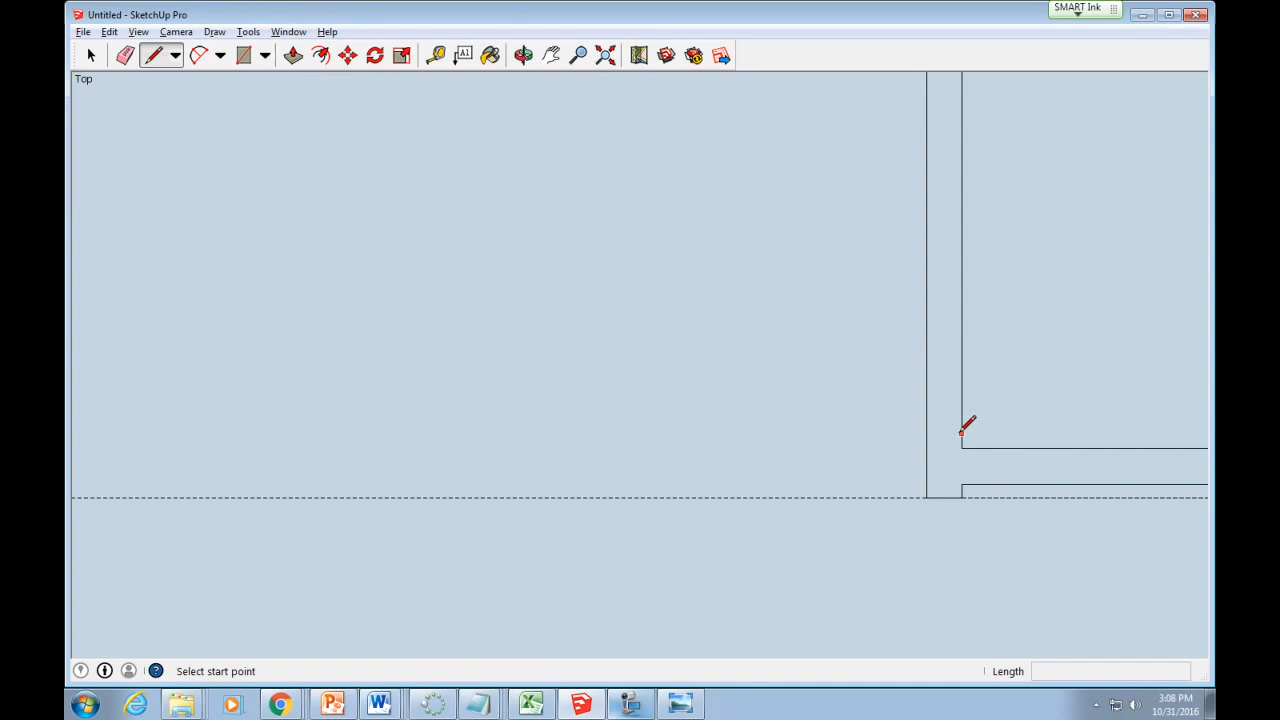 Untitled - SketchUp Pro
SMART Ink
File Edit View Camera Draw Tools Window Help
A1
Top
Select start point
Length
3:08 PM
10/31/2016